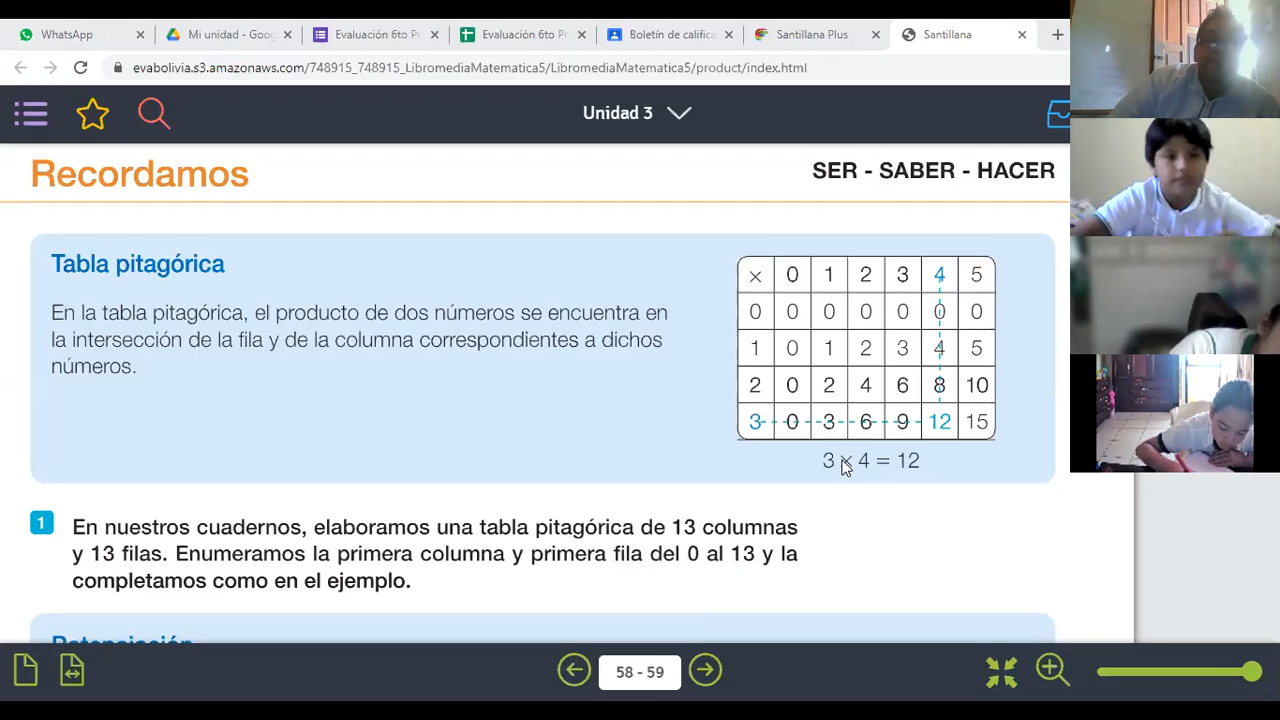 WhatsApp
Mi unidad - Goog
Evaluación 6to Pr
Evaluación 6to Pr
Boletín de califica
Santillana Plus
Santillana
evabolivia.s3.amazonaws.com/748915_748915_LibromediaMatematica5/LibromediaMatematica5/product/index.html
Unidad 3
Recordamos
SER - SABER - HACER
Tabla pitagórica
En la tabla pitagórica, el producto de dos números se encuentra en
la intersección de la fila y de la columna correspondientes a dichos
números.
× 0 1 2 3 4 5
0 0 0 0 0 0 0
1 0 1 2 3 4 5
2 0 2 4 6 8 10
3 0 3 6 9 12 15
3 × 4 = 12
1 En nuestros cuadernos, elaboramos una tabla pitagórica de 13 columnas
y 13 filas. Enumeramos la primera columna y primera fila del 0 al 13 y la
completamos como en el ejemplo.
Potenciación
58 - 59